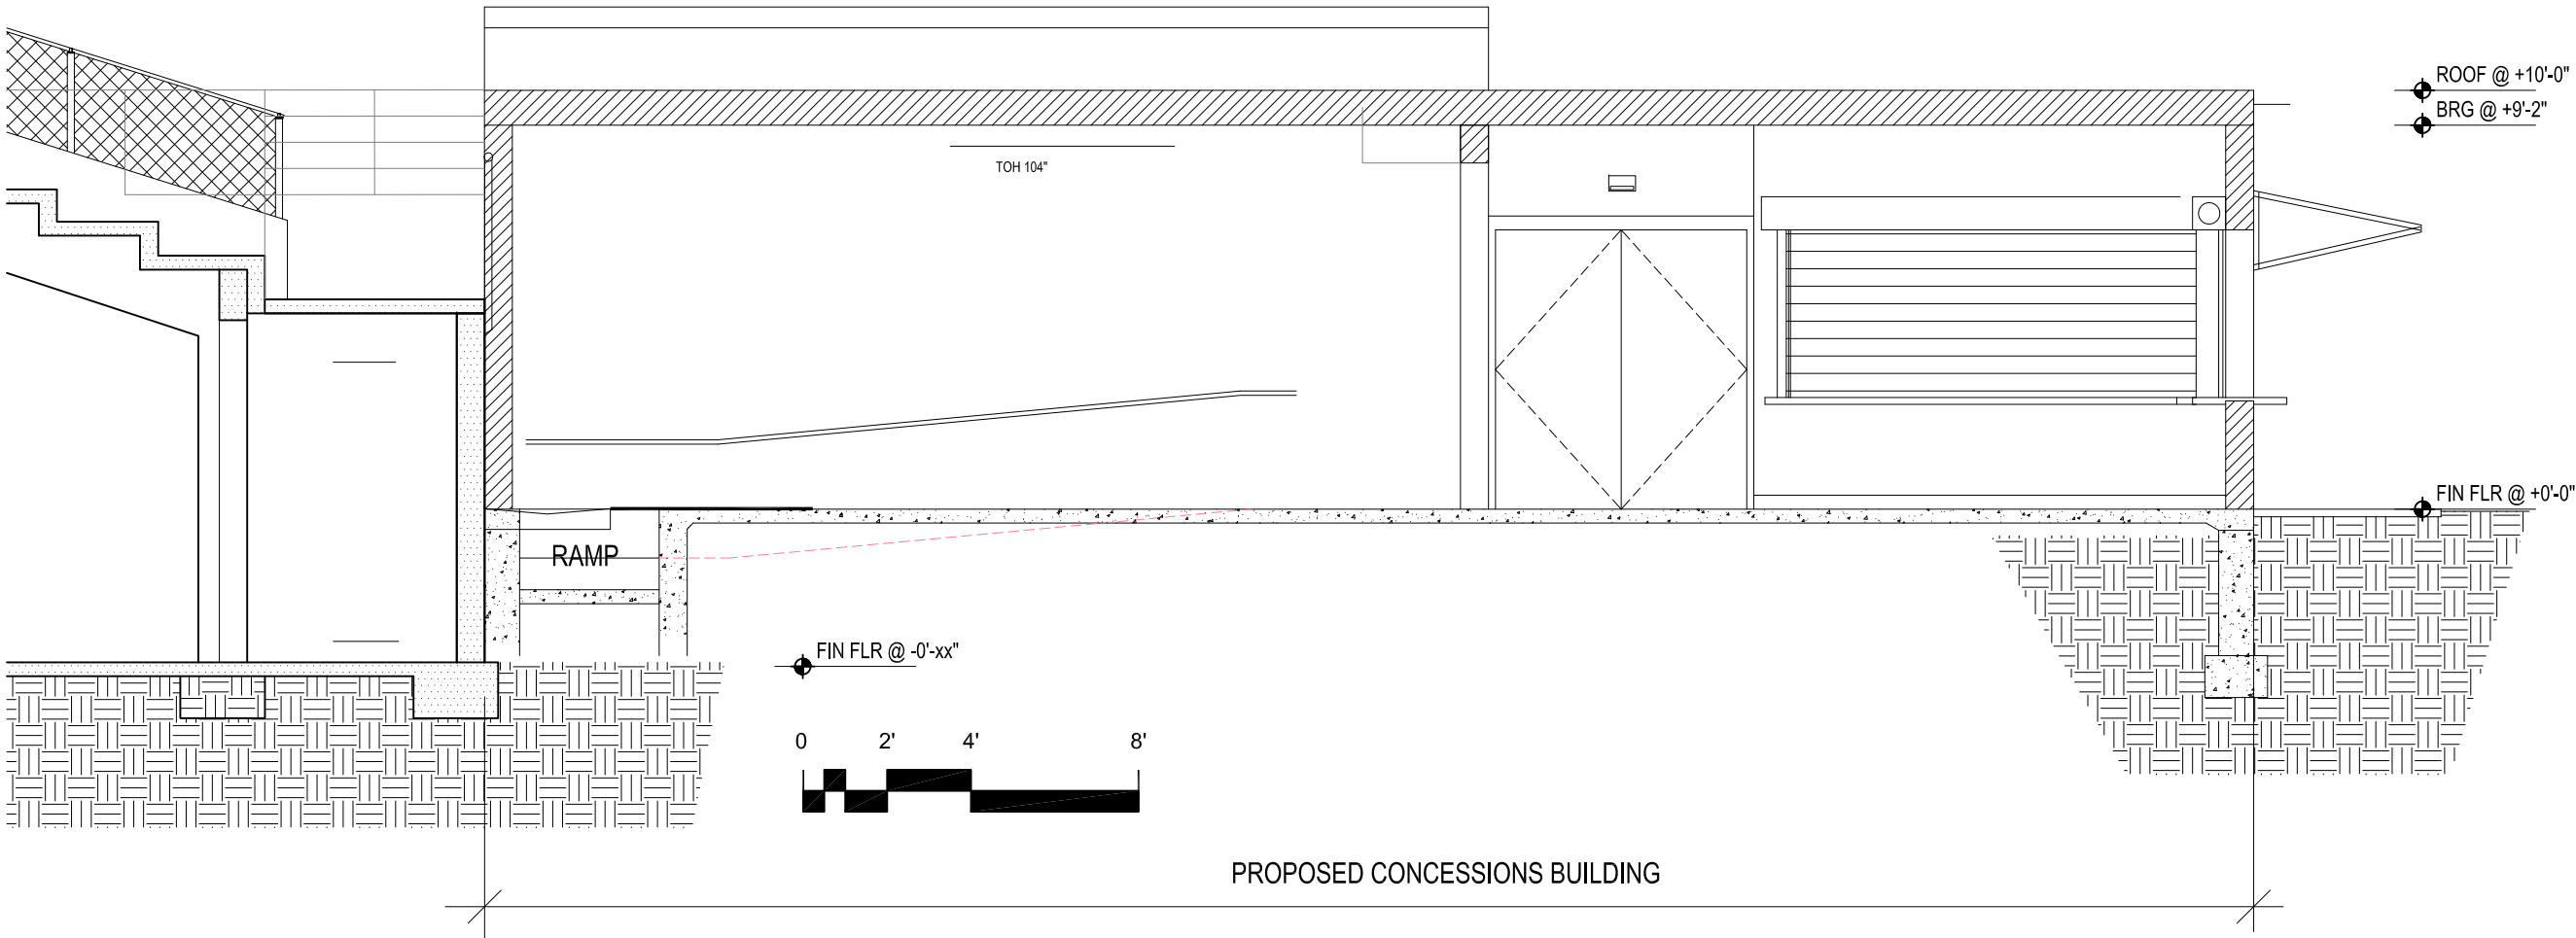 ROOF @ +10'-0"
BRG @ +9'-2"
TOH 104"
FIN FLR @ +0'-0"
RAMP
FIN FLR @ -0'-xx"
0 2' 4' 8'
PROPOSED CONCESSIONS BUILDING